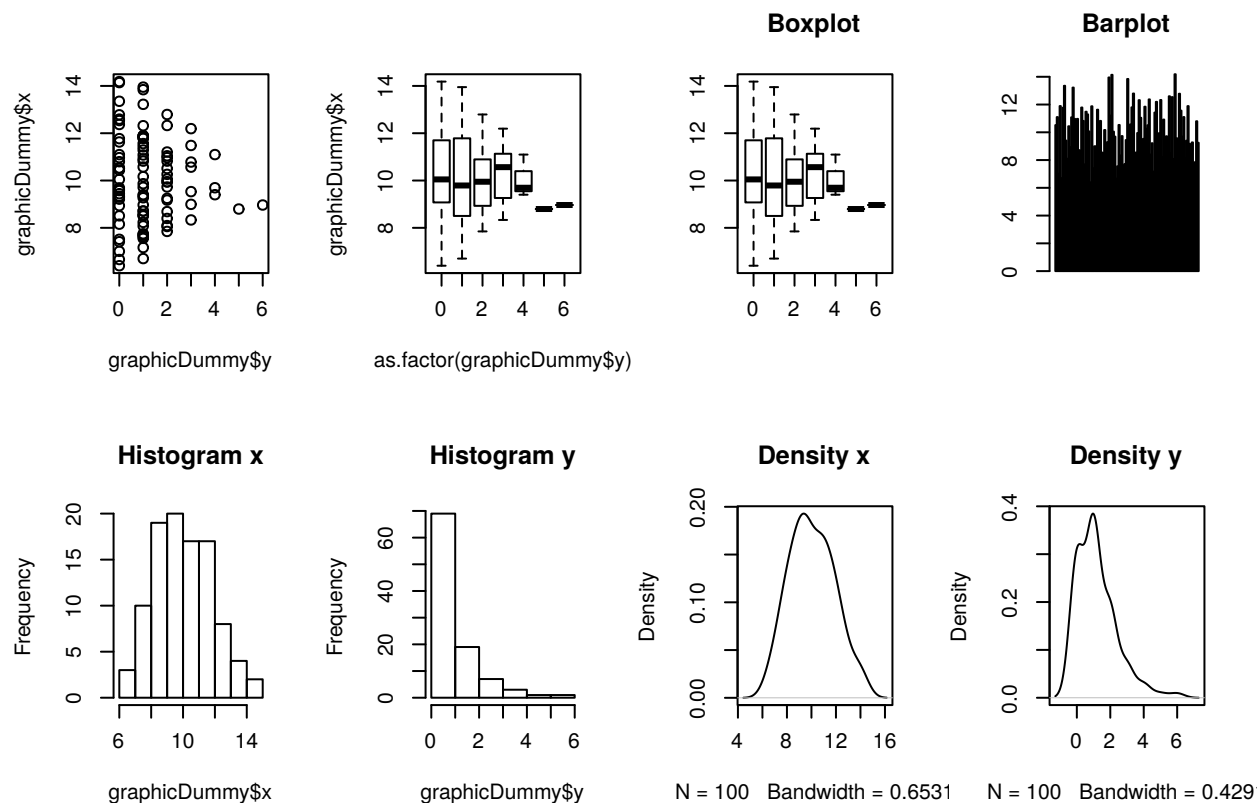 Boxplot
Barplot
graphicDummy$x
14
12
10
8
0 2 4 6
graphicDummy$y
graphicDummy$x
14
12
10
8
0 2 4 6
as.factor(graphicDummy$y)
14
12
10
8
0 2 4 6
12
8
4
0
Histogram x
Histogram y
Density x
Density y
Frequency
20
15
10
5
0
6 10 14
graphicDummy$x
Frequency
60
40
20
0
0 2 4 6
graphicDummy$y
Density
0.20
0.10
0.00
4 8 12 16
N = 100 Bandwidth = 0.6531
Density
0.4
0.2
0.0
0 2 4 6
N = 100 Bandwidth = 0.429